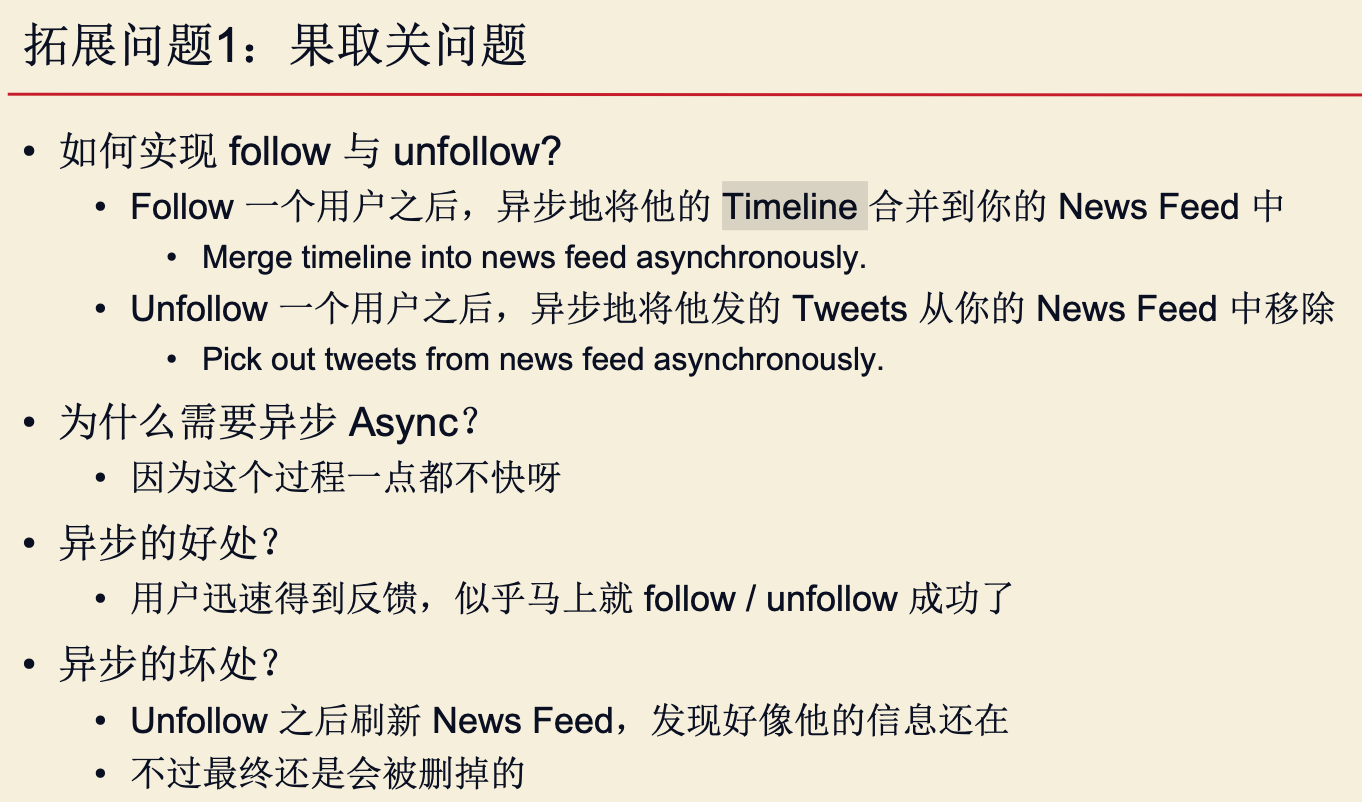 拓展问题1：果取关问题
• 如何实现 follow 与 unfollow?
• Follow 一个用户之后，异步地将他的 Timeline 合并到你的 News Feed 中
• Merge timeline into news feed asynchronously.
• Unfollow 一个用户之后，异步地将他发的 Tweets 从你的 News Feed 中移除
• Pick out tweets from news feed asynchronously.
• 为什么需要异步 Async？
• 因为这个过程一点都不快呀
• 异步的好处？
• 用户迅速得到反馈，似乎马上就 follow / unfollow 成功了
• 异步的坏处？
• Unfollow 之后刷新 News Feed，发现好像他的信息还在
• 不过最终还是会被删掉的